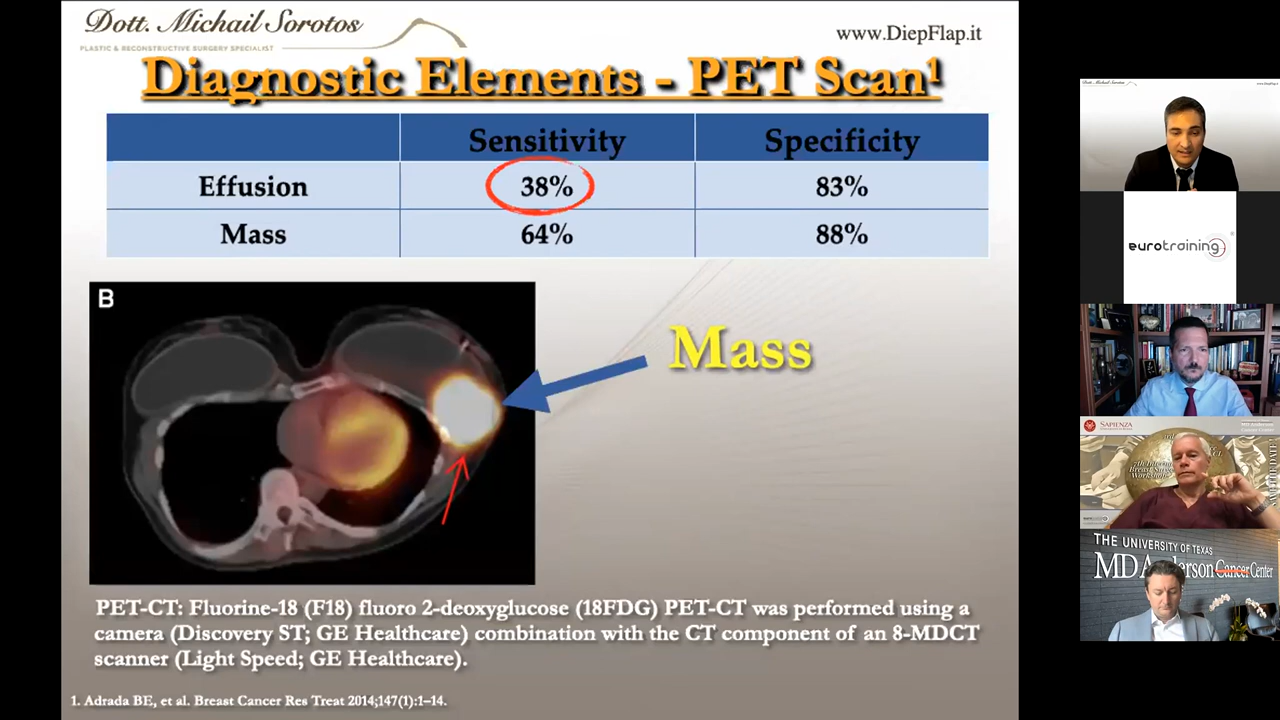 Dott. Michail Sorotos
PLASTIC & RECONSTRUCTIVE SURGERY SPECIALIST
www.DiepFlap.it
Diagnostic Elements - PET Scan¹
Sensitivity Specificity
Effusion 38% 83%
Mass 64% 88%
B
Mass
PET-CT: Fluorine-18 (F18) fluoro 2-deoxyglucose (18FDG) PET-CT was performed using a
camera (Discovery ST; GE Healthcare) combination with the CT component of an 8-MDCT
scanner (Light Speed; GE Healthcare).
1. Adrada BE, et al. Breast Cancer Res Treat 2014;147(1):1–14.
eurotraining
SAPIENZA
THE UNIVERSITY OF TEXAS
MD Anderson
Cancer Center